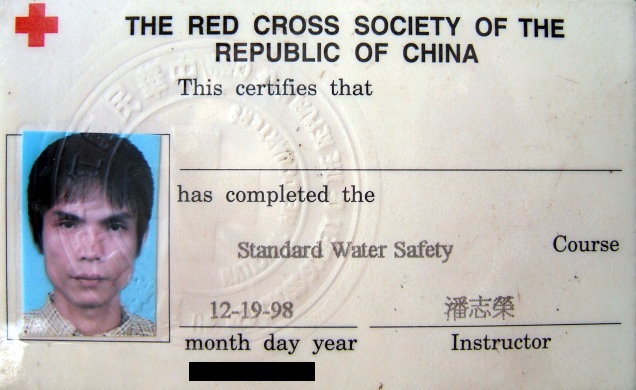 THE RED CROSS SOCIETY OF THE
REPUBLIC OF CHINA
This certifies that
has completed the
Standard Water Safety Course
12-19-98 潘志榮
month day year Instructor